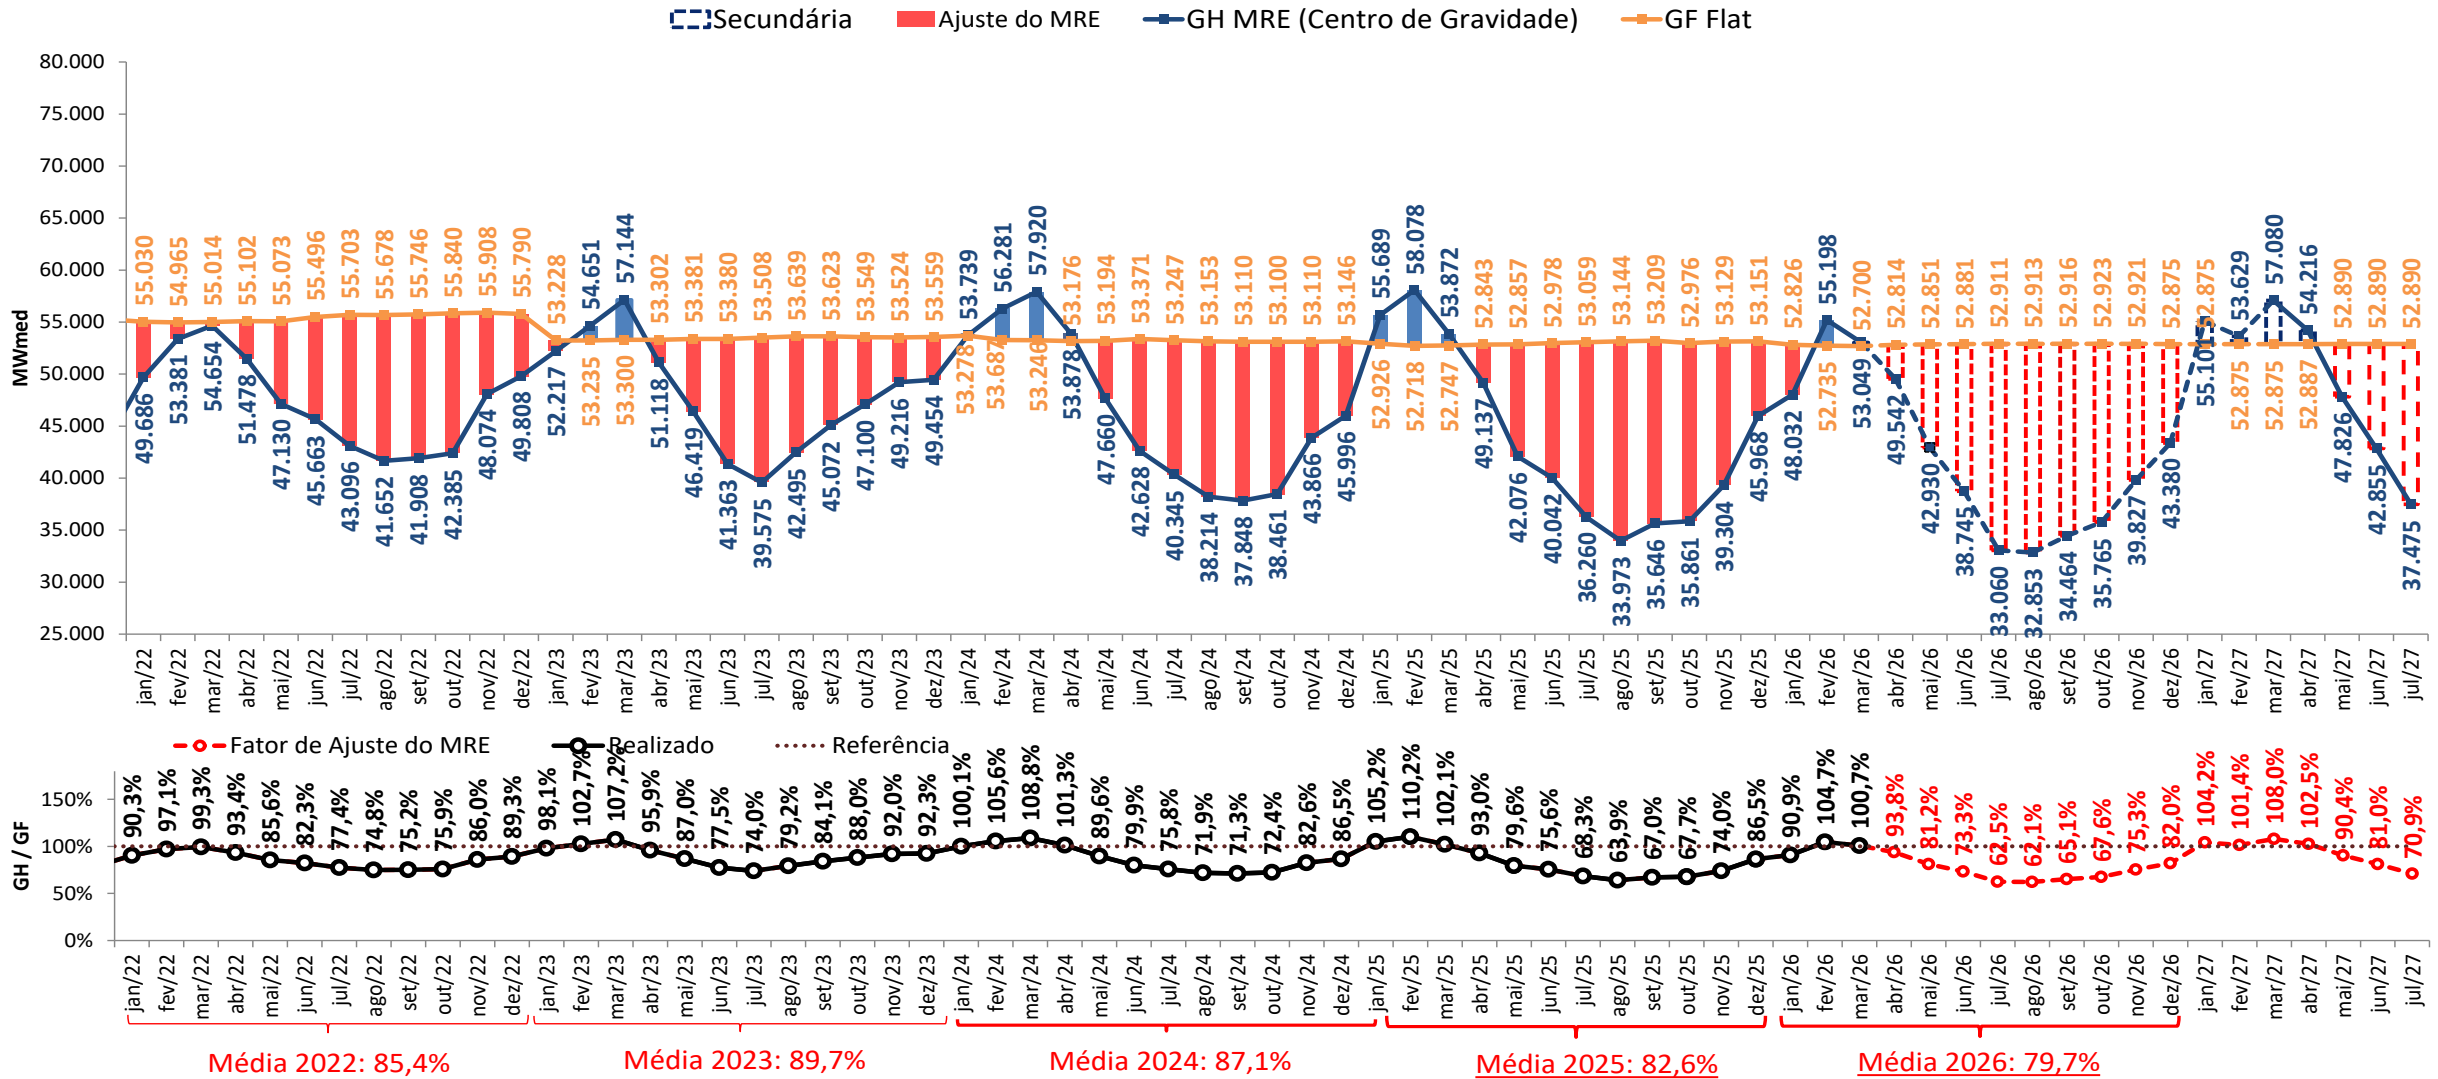 Secundária Ajuste do MRE GH MRE (Centro de Gravidade) GF Flat
MWmed
80.000
75.000
70.000
65.000
60.000
55.000
50.000
45.000
40.000
35.000
30.000
25.000
55.030 54.965 55.014 55.102 55.073 55.496 55.703 55.678 55.746 55.840 55.908 55.790 53.228 53.235 53.300 53.302 53.381 53.380 53.508 53.639 53.623 53.549 53.524 53.559 53.278 53.687 53.246 53.176 53.194 53.371 53.247 53.153 53.110 53.100 53.110 53.146 52.926 52.718 52.747 52.843 52.857 52.978 53.059 53.144 53.209 52.976 53.129 53.151 52.826 52.735 52.700 52.814 52.851 52.881 52.911 52.913 52.916 52.923 52.921 52.875 52.875 52.875 52.875 52.887 52.890 52.890 52.890
49.686 53.381 54.654 51.478 47.130 45.663 43.096 41.652 41.908 42.385 48.074 49.808 52.217 54.651 57.144 51.118 46.419 41.363 39.575 42.495 45.072 47.100 49.216 49.454 53.739 56.281 57.920 53.878 47.660 42.628 40.345 38.214 37.848 38.461 43.866 45.996 55.689 58.078 53.872 49.137 42.076 40.042 36.260 33.973 35.646 35.861 39.304 45.968 48.032 55.198 53.049 49.542 42.930 38.745 33.060 32.853 34.464 35.765 39.827 43.380 55.101 53.629 57.080 54.216 47.826 42.855 37.475
jan/22 fev/22 mar/22 abr/22 mai/22 jun/22 jul/22 ago/22 set/22 out/22 nov/22 dez/22 jan/23 fev/23 mar/23 abr/23 mai/23 jun/23 jul/23 ago/23 set/23 out/23 nov/23 dez/23 jan/24 fev/24 mar/24 abr/24 mai/24 jun/24 jul/24 ago/24 set/24 out/24 nov/24 dez/24 jan/25 fev/25 mar/25 abr/25 mai/25 jun/25 jul/25 ago/25 set/25 out/25 nov/25 dez/25 jan/26 fev/26 mar/26 abr/26 mai/26 jun/26 jul/26 ago/26 set/26 out/26 nov/26 dez/26 jan/27 fev/27 mar/27 abr/27 mai/27 jun/27 jul/27
Fator de Ajuste do MRE Realizado Referência
GH / GF
150%
100%
50%
0%
90,3% 97,1% 99,3% 93,4% 85,6% 82,3% 77,4% 74,8% 75,2% 75,9% 86,0% 89,3% 98,1% 102,7% 107,2% 95,9% 87,0% 77,5% 74,0% 79,2% 84,1% 88,0% 92,0% 92,3% 100,1% 105,6% 108,8% 101,3% 89,6% 79,9% 75,8% 71,9% 71,3% 72,4% 82,6% 86,5% 105,2% 110,2% 102,1% 93,0% 79,6% 75,6% 68,3% 63,9% 67,0% 67,7% 74,0% 86,5% 90,9% 104,7% 100,7% 93,8% 81,2% 73,3% 62,5% 62,1% 65,1% 67,6% 75,3% 82,0% 104,2% 101,4% 108,0% 102,5% 90,4% 81,0% 70,9%
jan/22 fev/22 mar/22 abr/22 mai/22 jun/22 jul/22 ago/22 set/22 out/22 nov/22 dez/22 jan/23 fev/23 mar/23 abr/23 mai/23 jun/23 jul/23 ago/23 set/23 out/23 nov/23 dez/23 jan/24 fev/24 mar/24 abr/24 mai/24 jun/24 jul/24 ago/24 set/24 out/24 nov/24 dez/24 jan/25 fev/25 mar/25 abr/25 mai/25 jun/25 jul/25 ago/25 set/25 out/25 nov/25 dez/25 jan/26 fev/26 mar/26 abr/26 mai/26 jun/26 jul/26 ago/26 set/26 out/26 nov/26 dez/26 jan/27 fev/27 mar/27 abr/27 mai/27 jun/27 jul/27
Média 2022: 85,4% Média 2023: 89,7% Média 2024: 87,1% Média 2025: 82,6% Média 2026: 79,7%